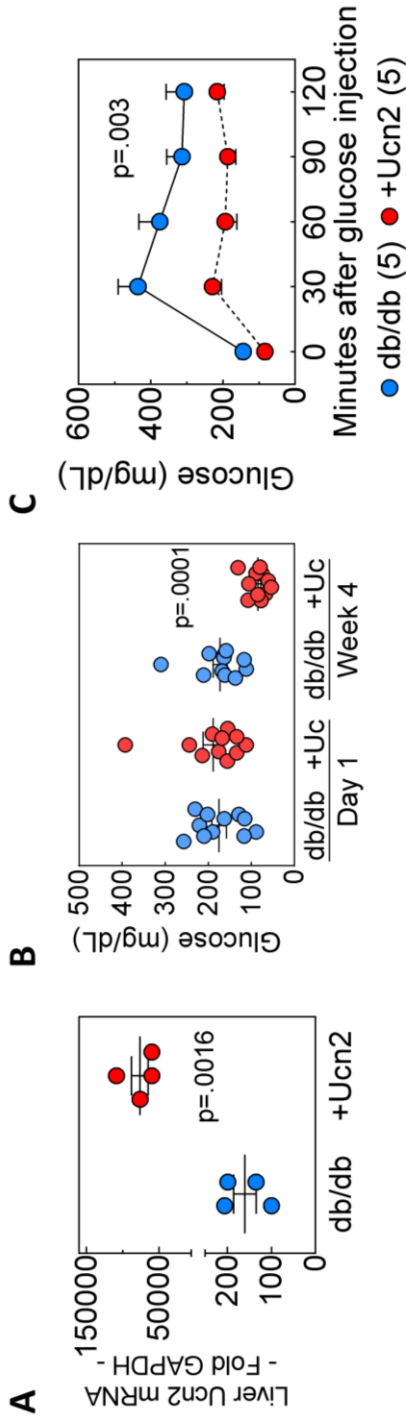 A
Liver Ucn2 mRNA
- Fold GAPDH -
150000
50000
200
100
0
p=.0016
db/db
+Ucn2
B
Glucose (mg/dL)
500
400
300
200
100
0
p=.0001
db/db +Uc db/db +Uc
Day 1 Week 4
C
Glucose (mg/dL)
600
400
200
0
p=.003
0 30 60 90 120
Minutes after glucose injection
db/db (5) +Ucn2 (5)